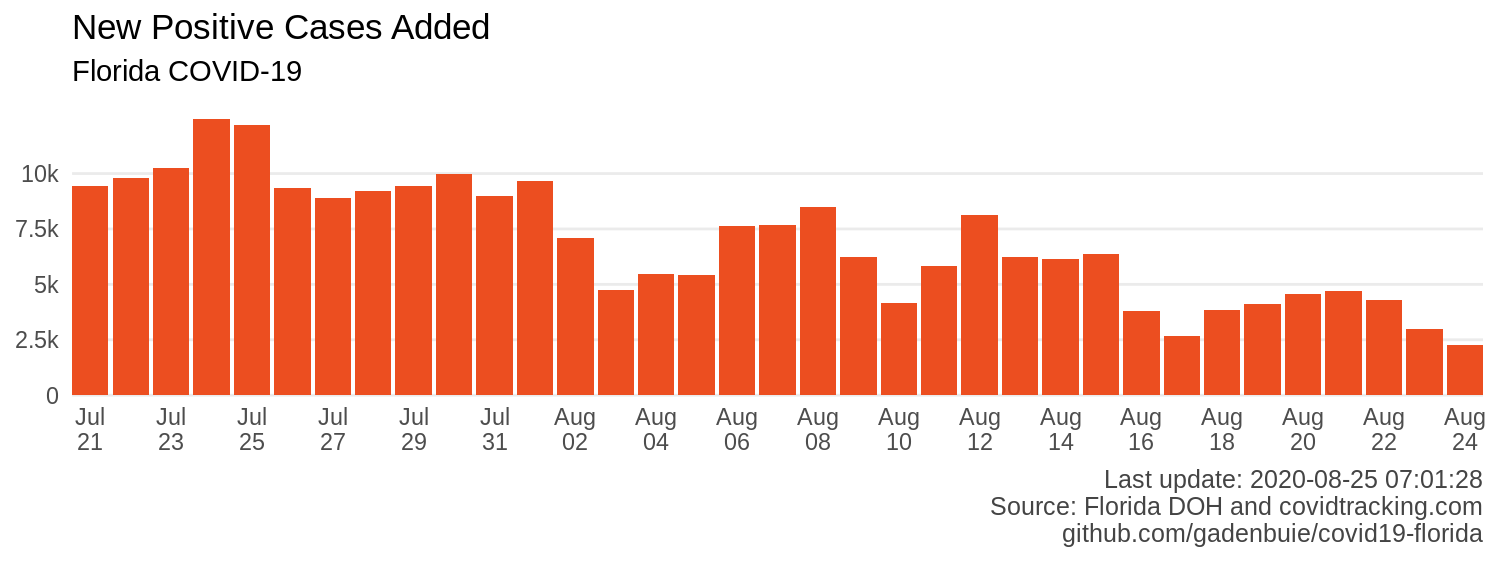 New Positive Cases Added
Florida COVID-19
10k
7.5k
5k
2.5k
0
Jul Jul Jul Jul Jul Jul Aug Aug Aug Aug Aug Aug Aug Aug Aug Aug Aug Aug
21 23 25 27 29 31 02 04 06 08 10 12 14 16 18 20 22 24
Last update: 2020-08-25 07:01:28
Source: Florida DOH and covidtracking.com
github.com/gadenbuie/covid19-florida